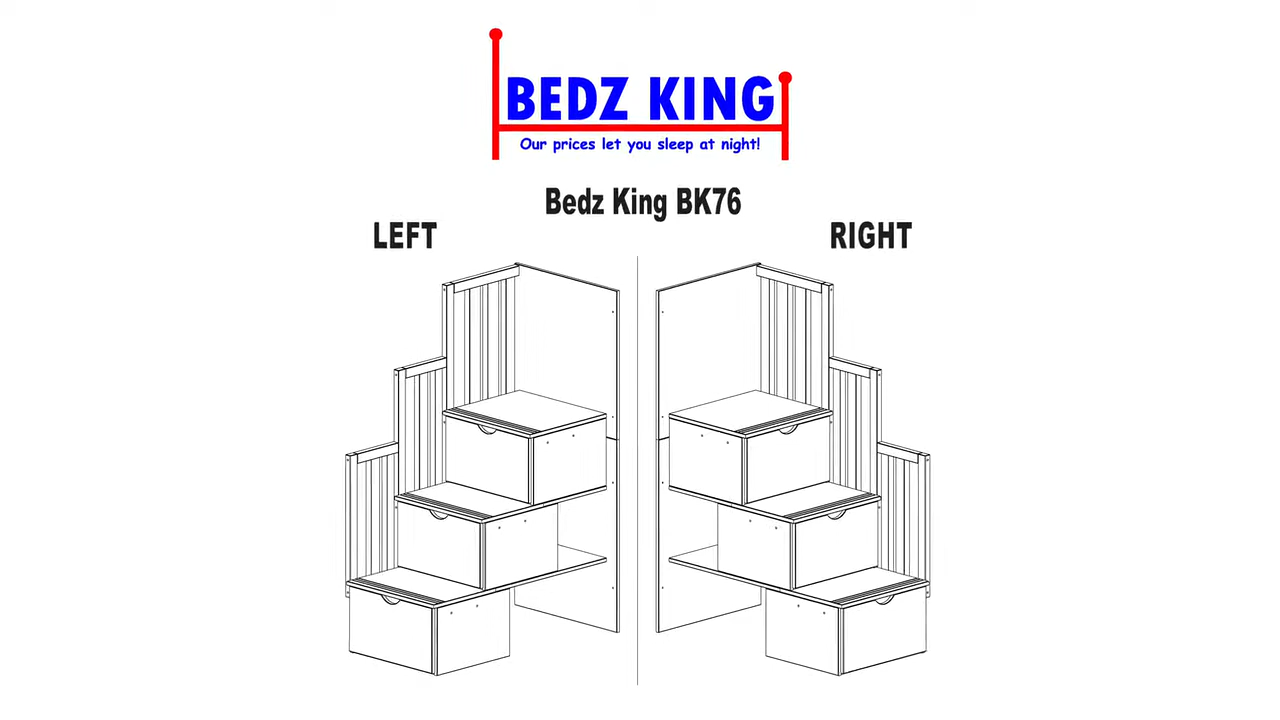 BEDZ KING
Our prices let you sleep at night!
Bedz King BK76
LEFT
RIGHT